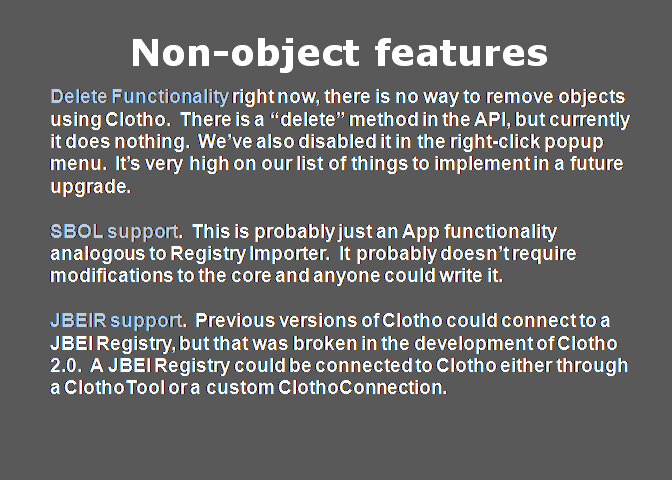 Non-object features
Delete Functionality right now, there is no way to remove objects
using Clotho.  There is a “delete” method in the API, but currently
it does nothing.  We’ve also disabled it in the right-click popup
menu.  It’s very high on our list of things to implement in a future
upgrade.
SBOL support.  This is probably just an App functionality
analogous to Registry Importer.  It probably doesn’t require
modifications to the core and anyone could write it.
JBEIR support.  Previous versions of Clotho could connect to a
JBEI Registry, but that was broken in the development of Clotho
2.0.  A JBEI Registry could be connected to Clotho either through
a ClothoTool or a custom ClothoConnection.